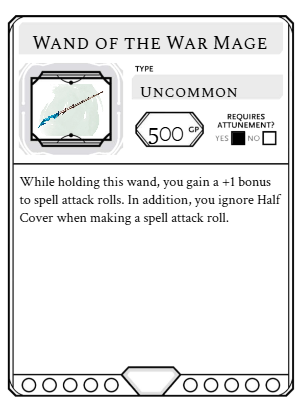 Wand of the War Mage
TYPE
Uncommon
500 GP
REQUIRES
ATTUNEMENT?
YES NO
While holding this wand, you gain a +1 bonus
to spell attack rolls. In addition, you ignore Half
Cover when making a spell attack roll.